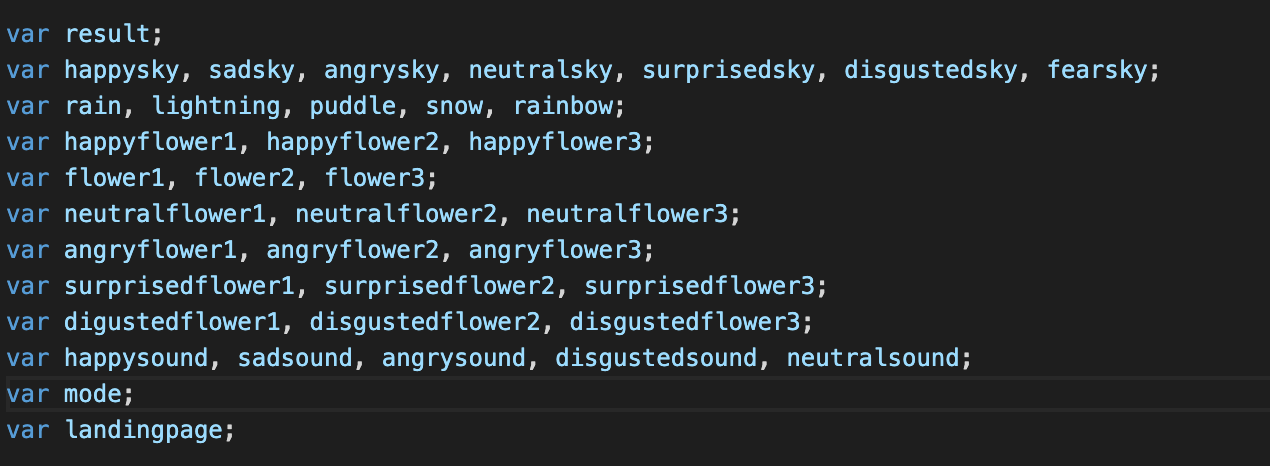 var result;
var happysky, sadsky, angrysky, neutralsky, surprisedsky, disgustedsky, fearsky;
var rain, lightning, puddle, snow, rainbow;
var happyflower1, happyflower2, happyflower3;
var flower1, flower2, flower3;
var neutralflower1, neutralflower2, neutralflower3;
var angryflower1, angryflower2, angryflower3;
var surprisedflower1, surprisedflower2, surprisedflower3;
var digustedflower1, disgustedflower2, disgustedflower3;
var happysound, sadsound, angrysound, disgustedsound, neutralsound;
var mode;
var landingpage;